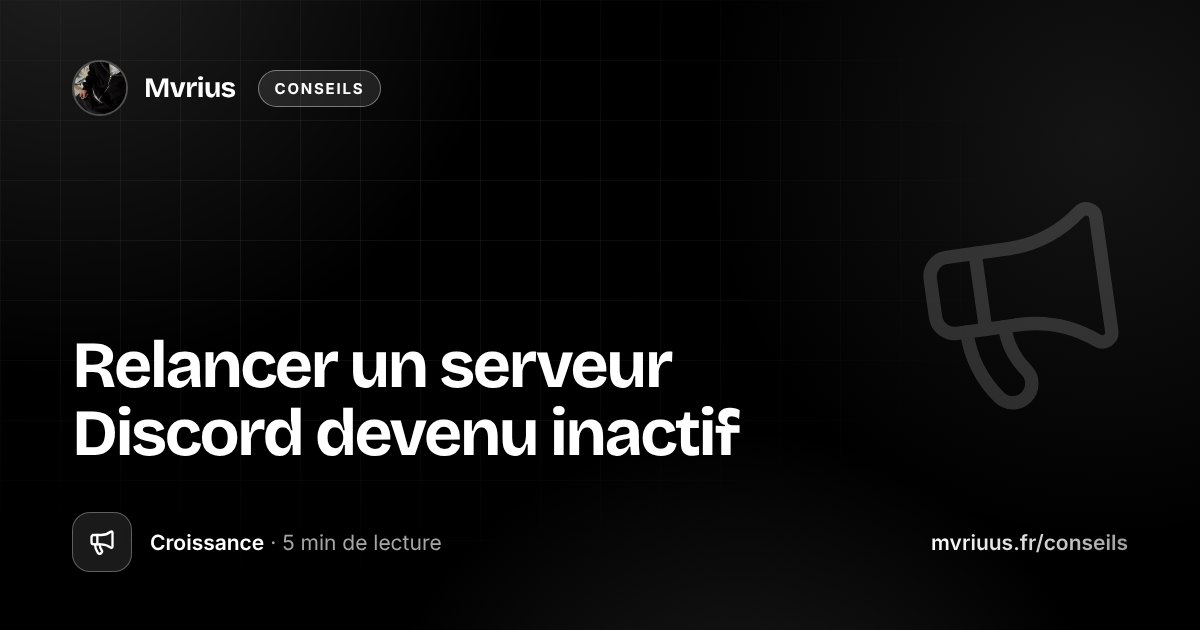 Mvrius
CONSEILS
Relancer un serveur
Discord devenu inactif
Croissance · 5 min de lecture
mvriuus.fr/conseils